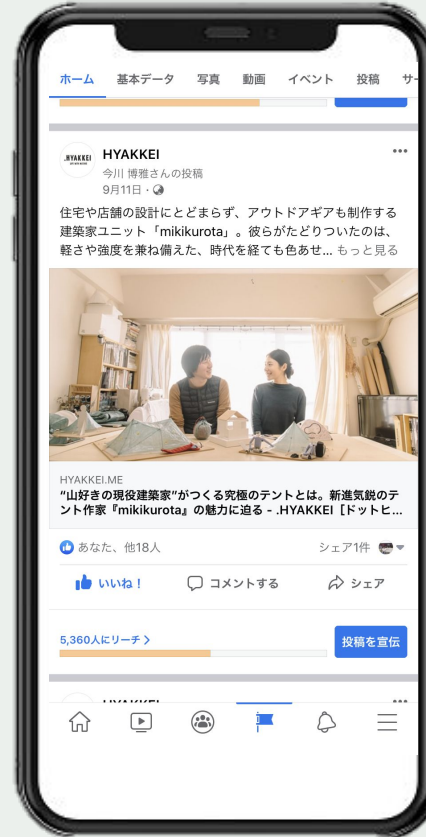 ホーム 基本データ 写真 動画 イベント 投稿 サ
.HYAKKEI
HYAKKEI
今川 博雅さんの投稿
9月11日・
住宅や店舗の設計にとどまらず、アウトドアギアも制作する
建築家ユニット「mikikurota」。彼らがたどりついたのは、
軽さや強度を兼ね備えた、時代を経ても色あせ... もっと見る
HYAKKEI.ME
“山好きの現役建築家”がつくる究極のテントとは。新進気鋭のテ
ント作家『mikikurota』の魅力に迫る - .HYAKKEI［ドットヒ...
あなた、他18人 シェア1件
いいね！ コメントする シェア
5,360人にリーチ 投稿を宣伝
HYAKKEI